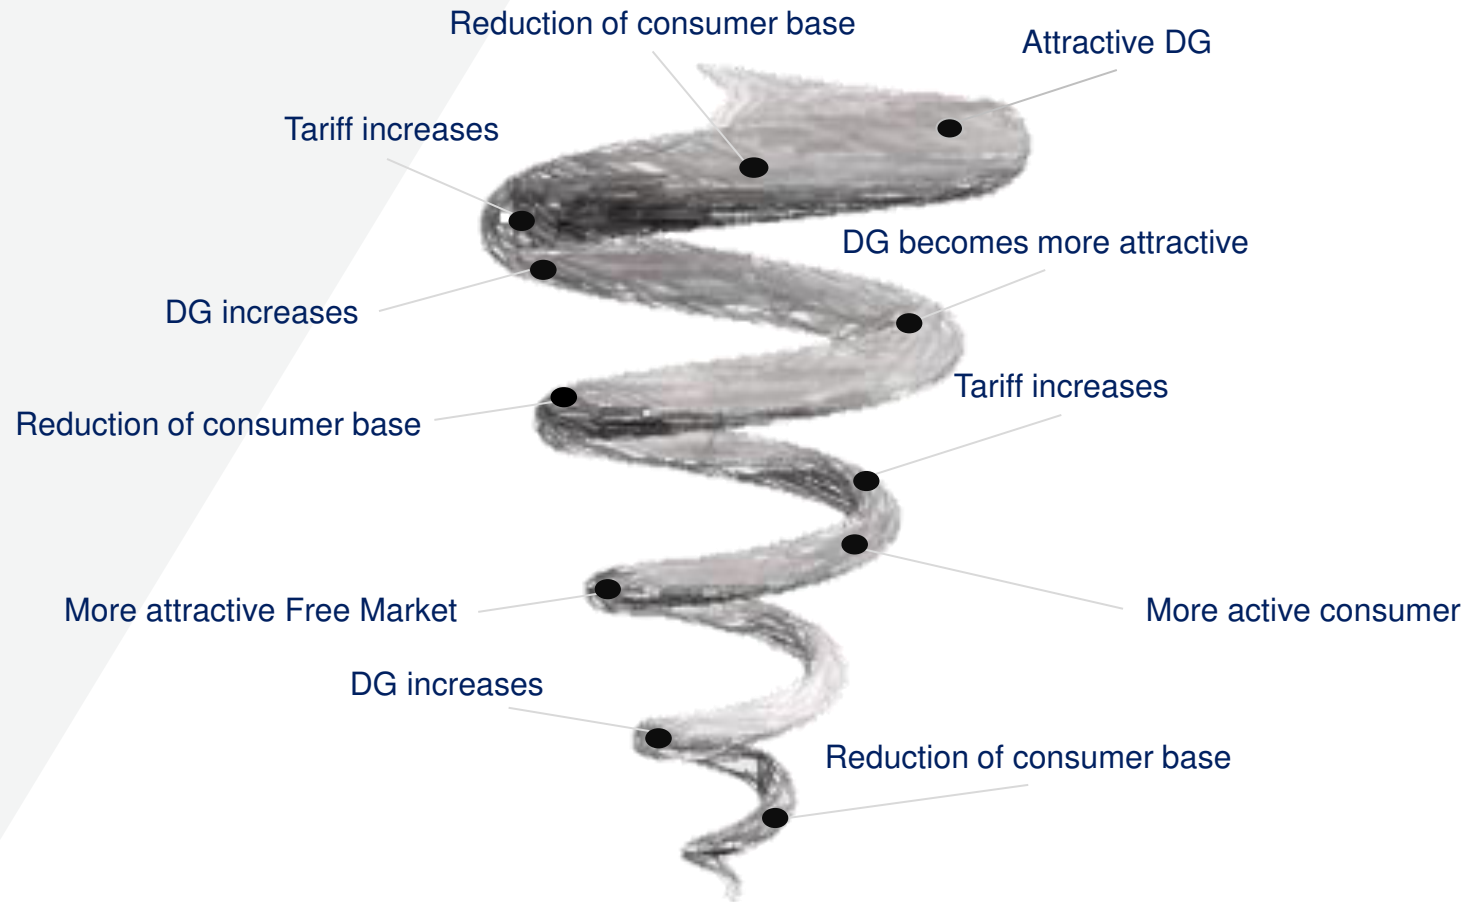 Reduction of consumer base
Attractive DG
Tariff increases
DG becomes more attractive
DG increases
Tariff increases
Reduction of consumer base
More attractive Free Market
More active consumer
DG increases
Reduction of consumer base